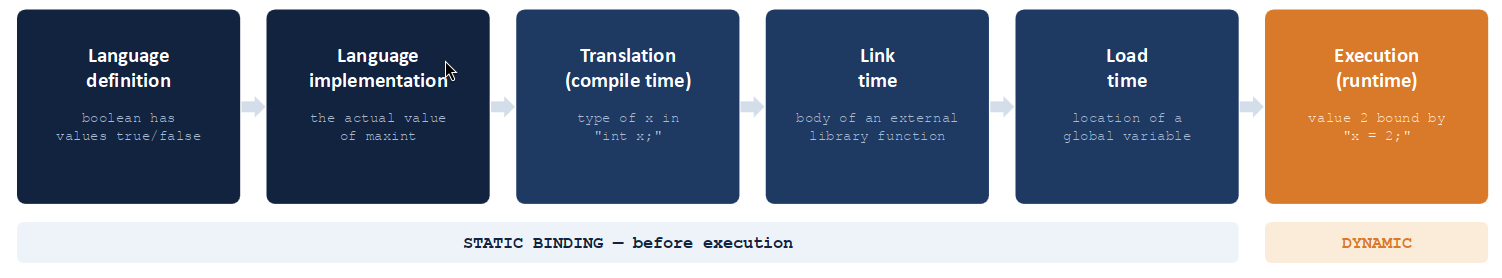 Language
definition
boolean has
values true/false
Language
implementation
the actual value
of maxint
Translation
(compile time)
type of x in
"int x;"
Link
time
body of an external
library function
Load
time
location of a
global variable
Execution
(runtime)
value 2 bound by
"x = 2;"
STATIC BINDING — before execution
DYNAMIC